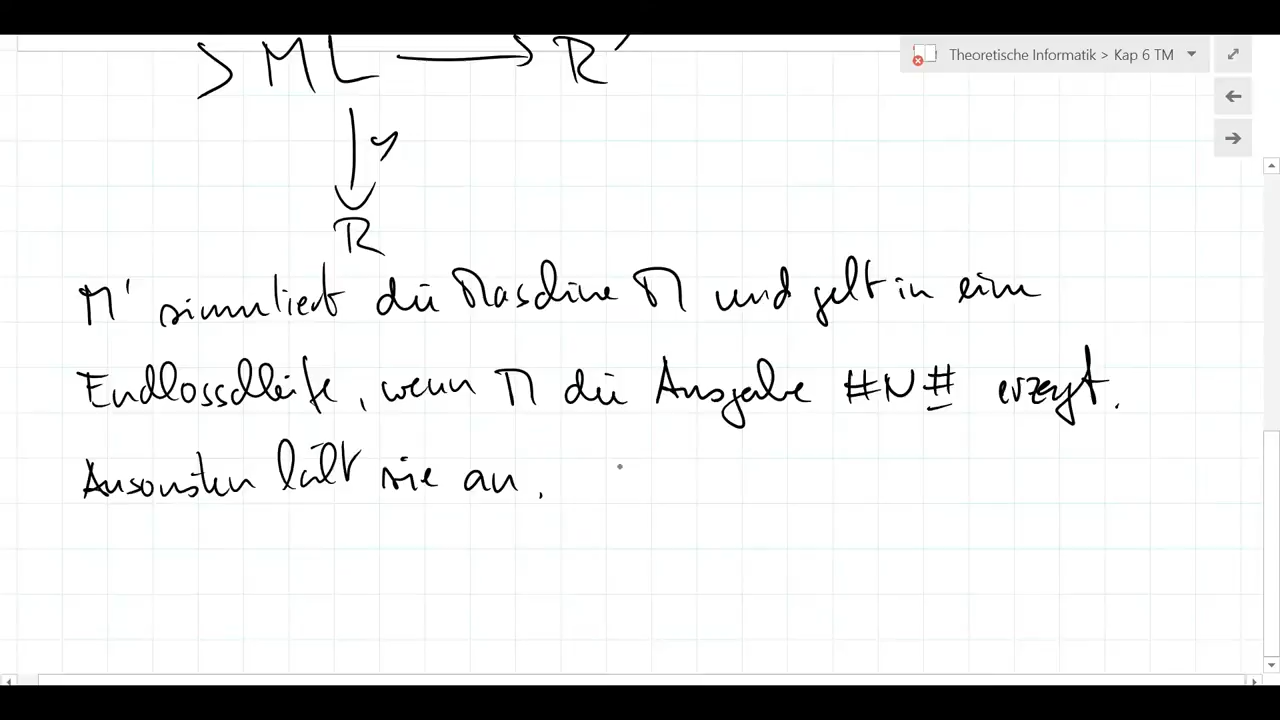 > M L → R'
Theoretische Informatik > Kap 6 TM
y
R
M' simuliert die Maschine M und geht in eine
Endlosschleife, wenn M die Ausgabe #N# erzeugt.
Ansonsten hält sie an.